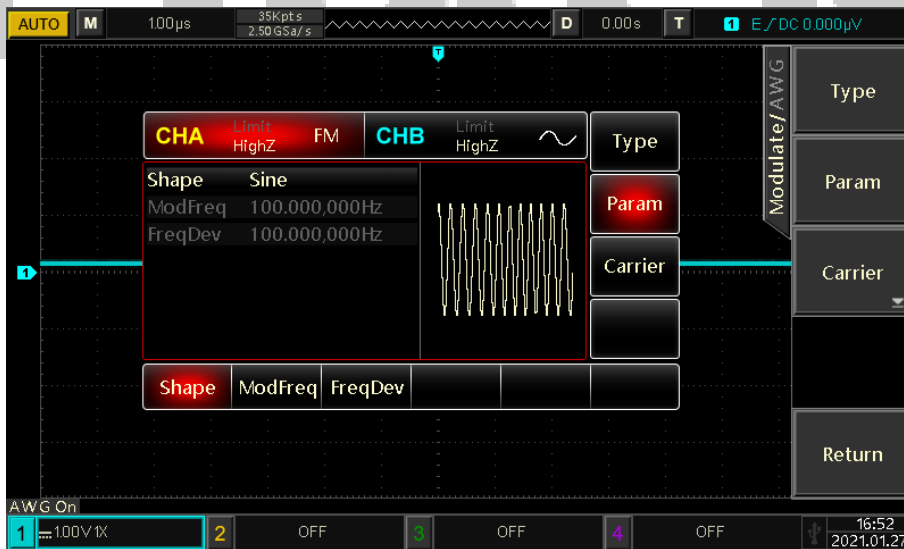 AUTO M 1.00μs 35Kpts D 0.00s T 1 E DC 0.000μV
2.50GSa/s
T
Modulate/AWG
Type
Param
Carrier
Return
CHA Limit FM CHB Limit
HighZ HighZ
Type
Param
Carrier
Shape Sine
ModFreq 100.000,000Hz
FreqDev 100.000,000Hz
1
Shape ModFreq FreqDev
AWG On
1 1.00V 1X 2 OFF 3 OFF 4 OFF 16:52
2021.01.27